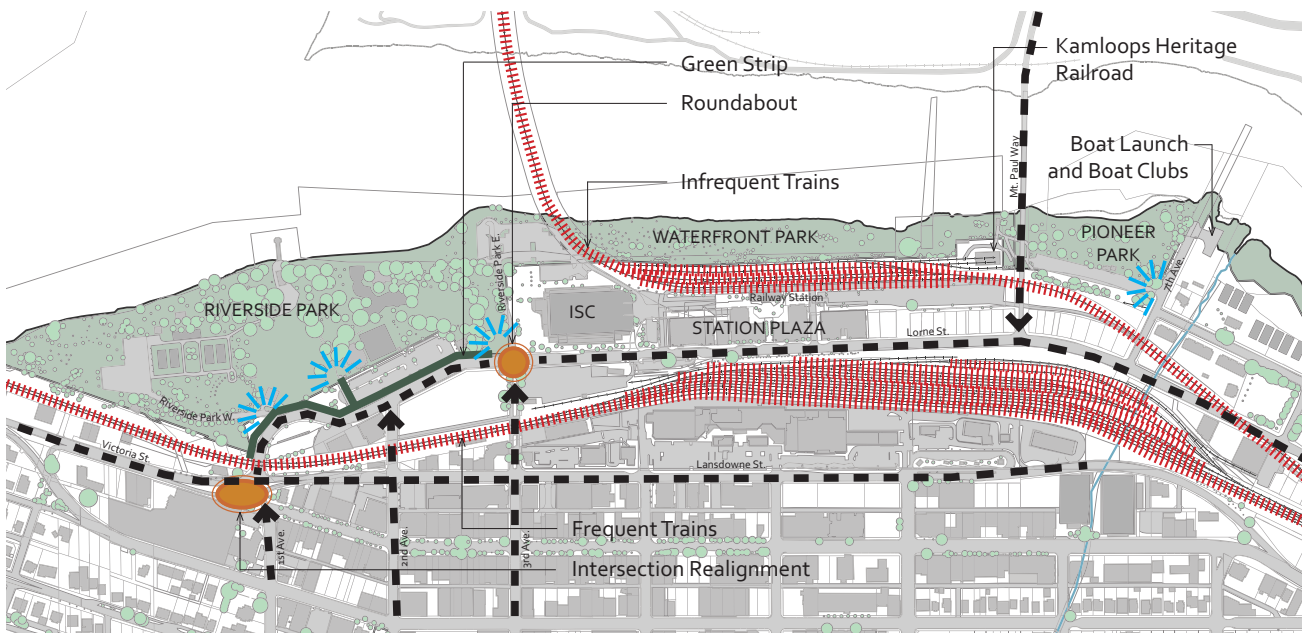 Green Strip
Kamloops Heritage
Railroad
Roundabout
Boat Launch
and Boat Clubs
Mt. Paul Way
Infrequent Trains
WATERFRONT PARK
PIONEER
PARK
Riverside Park E.
7th Ave.
RIVERSIDE PARK
ISC
Railway Station
STATION PLAZA
Lorne St.
Riverside Park W.
Victoria St.
Lansdowne St.
Frequent Trains
1st Ave.
2nd Ave.
3rd Ave.
Intersection Realignment